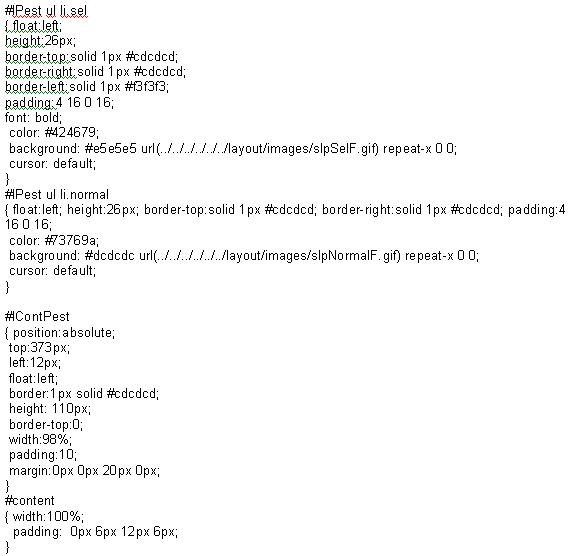 #lPest ul li.sel
{ float:left;
height:26px;
border-top:solid 1px #cdcdcd;
border-right:solid 1px #cdcdcd;
border-left:solid 1px #f3f3f3;
padding:4 16 0 16;
font: bold;
color: #424679;
background: #e5e5e5 url(../../../../../../layout/images/slpSelF.gif) repeat-x 0 0;
cursor: default;
}
#lPest ul li.normal
{ float:left; height:26px; border-top:solid 1px #cdcdcd; border-right:solid 1px #cdcdcd; padding:4
16 0 16;
color: #73769a;
background: #dcdcdc url(../../../../../../layout/images/slpNormalF.gif) repeat-x 0 0;
cursor: default;
}
#lContPest
{ position:absolute;
top:373px;
left:12px;
float:left;
border:1px solid #cdcdcd;
height: 110px;
border-top:0;
width:98%;
padding:10;
margin:0px 0px 20px 0px;
}
#content
{ width:100%;
padding:  0px 6px 12px 6px;
}